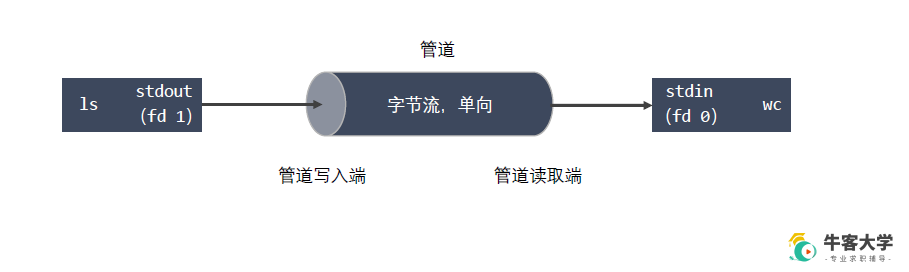 管道
ls
stdout
(fd 1)
字节流，单向
stdin
(fd 0)
wc
管道写入端
管道读取端
牛客大学
-专业求职辅导-